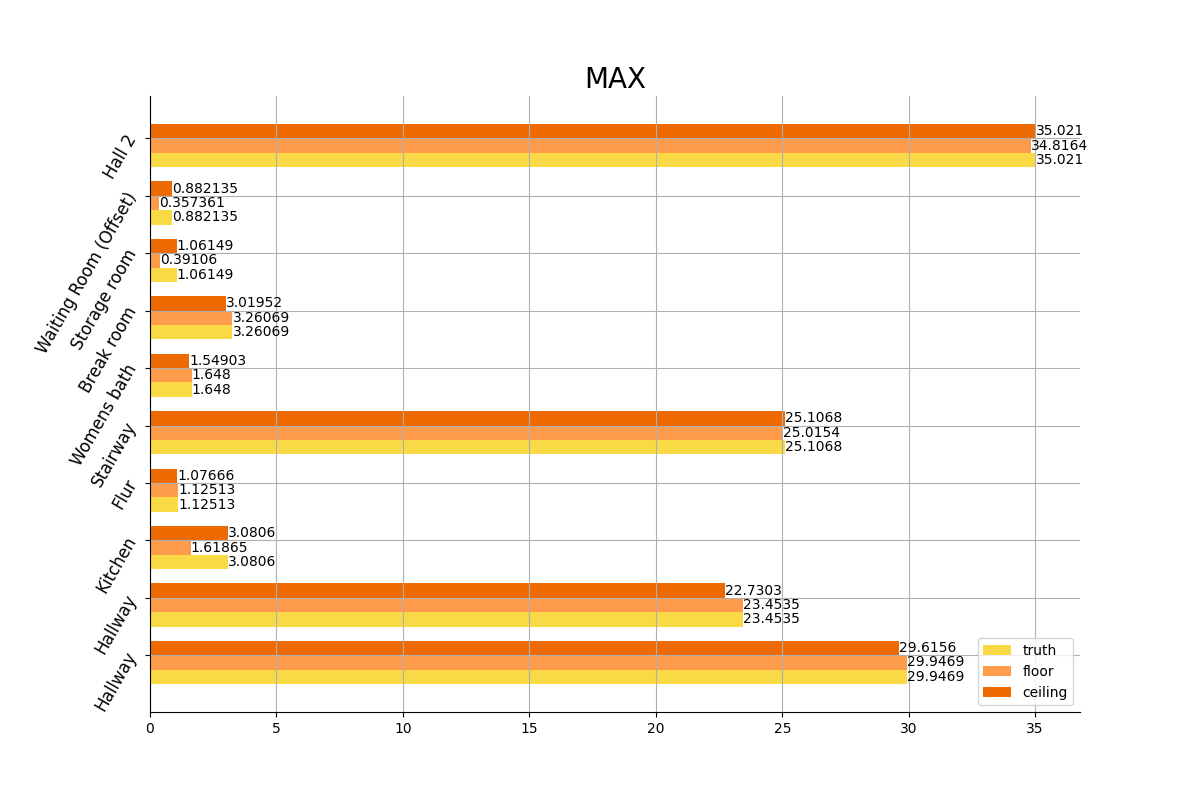 MAX
Hall 2
35.021
34.8164
35.021
Waiting Room (Offset)
0.882135
0.357361
0.882135
Storage room
1.06149
0.39106
1.06149
Break room
3.01952
3.26069
3.26069
Womens bath
1.54903
1.648
1.648
Stairway
25.1068
25.0154
25.1068
Flur
1.07666
1.12513
1.12513
Kitchen
3.0806
1.61865
3.0806
Hallway
22.7303
23.4535
23.4535
Hallway
29.6156
29.9469
29.9469
truth
floor
ceiling
0 5 10 15 20 25 30 35